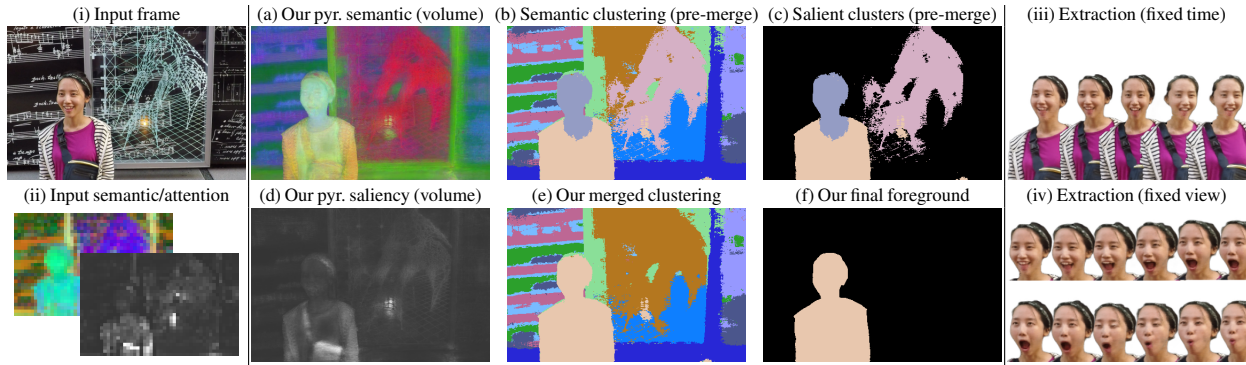 (i) Input frame
(a) Our pyr. semantic (volume)
(b) Semantic clustering (pre-merge)
(c) Salient clusters (pre-merge)
(iii) Extraction (fixed time)
(ii) Input semantic/attention
(d) Our pyr. saliency (volume)
(e) Our merged clustering
(f) Our final foreground
(iv) Extraction (fixed view)